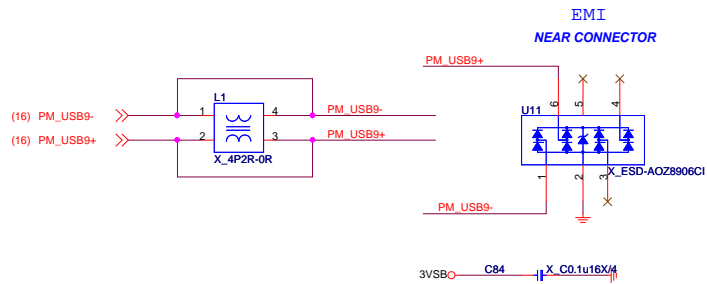 EMI
NEAR CONNECTOR
PM_USB9+
L1
U11
6 5 4
(16) PM_USB9- 1 4 PM_USB9-
(16) PM_USB9+ 2 3 PM_USB9+
X_4P2R-0R
X_ESD-AOZ8906CI
1 2 3
PM_USB9-
3VSB C84 X_C0.1u16X/4